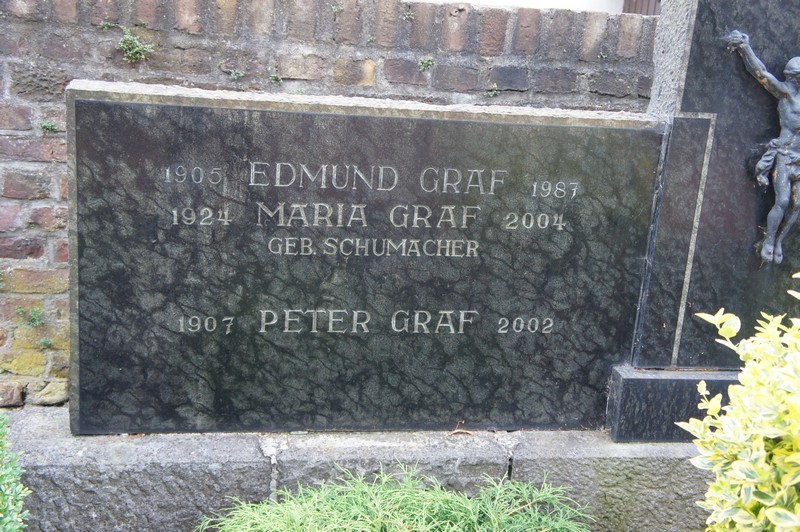 1905 EDMUND GRAF 1987
1924 MARIA GRAF 2004
GEB. SCHUMACHER
1907 PETER GRAF 2002